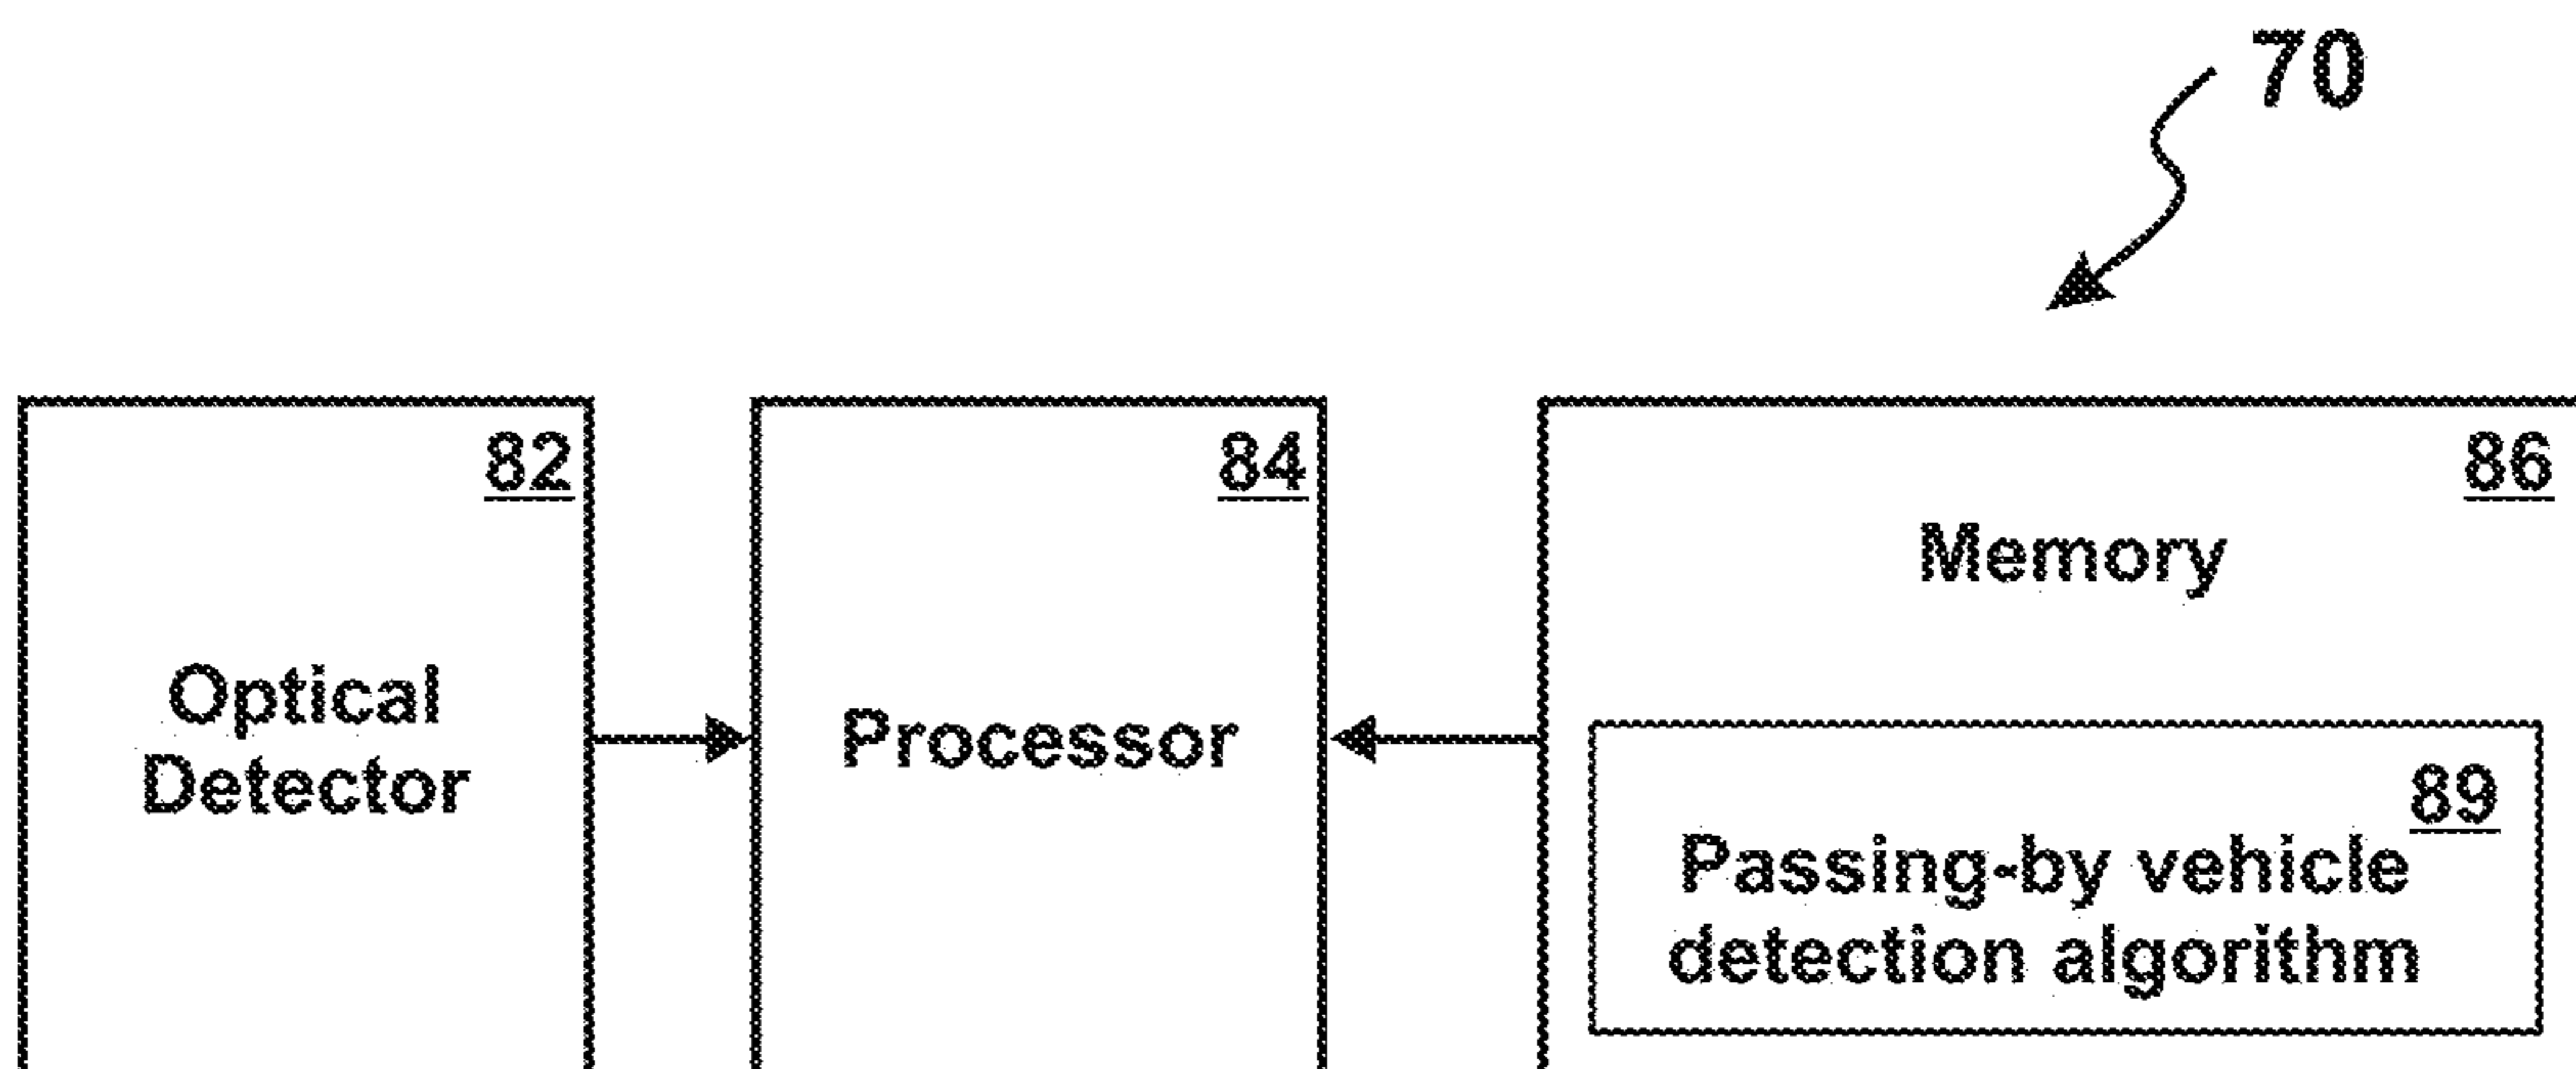 70
82
Optical
Detector
84
Processor
86
Memory
89
Passing-by vehicle
detection algorithm